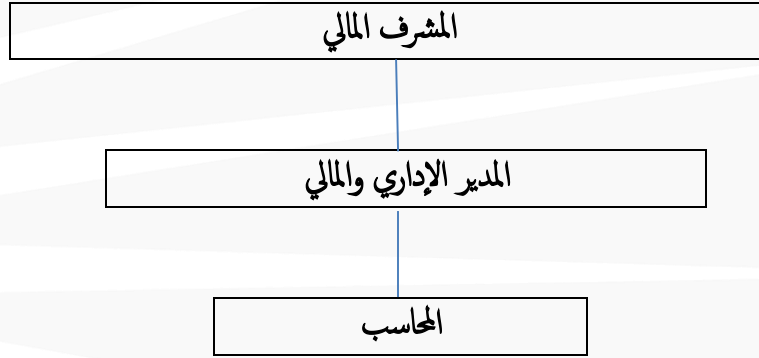 المشرف المالي
المدير الإداري والمالي
المحاسب